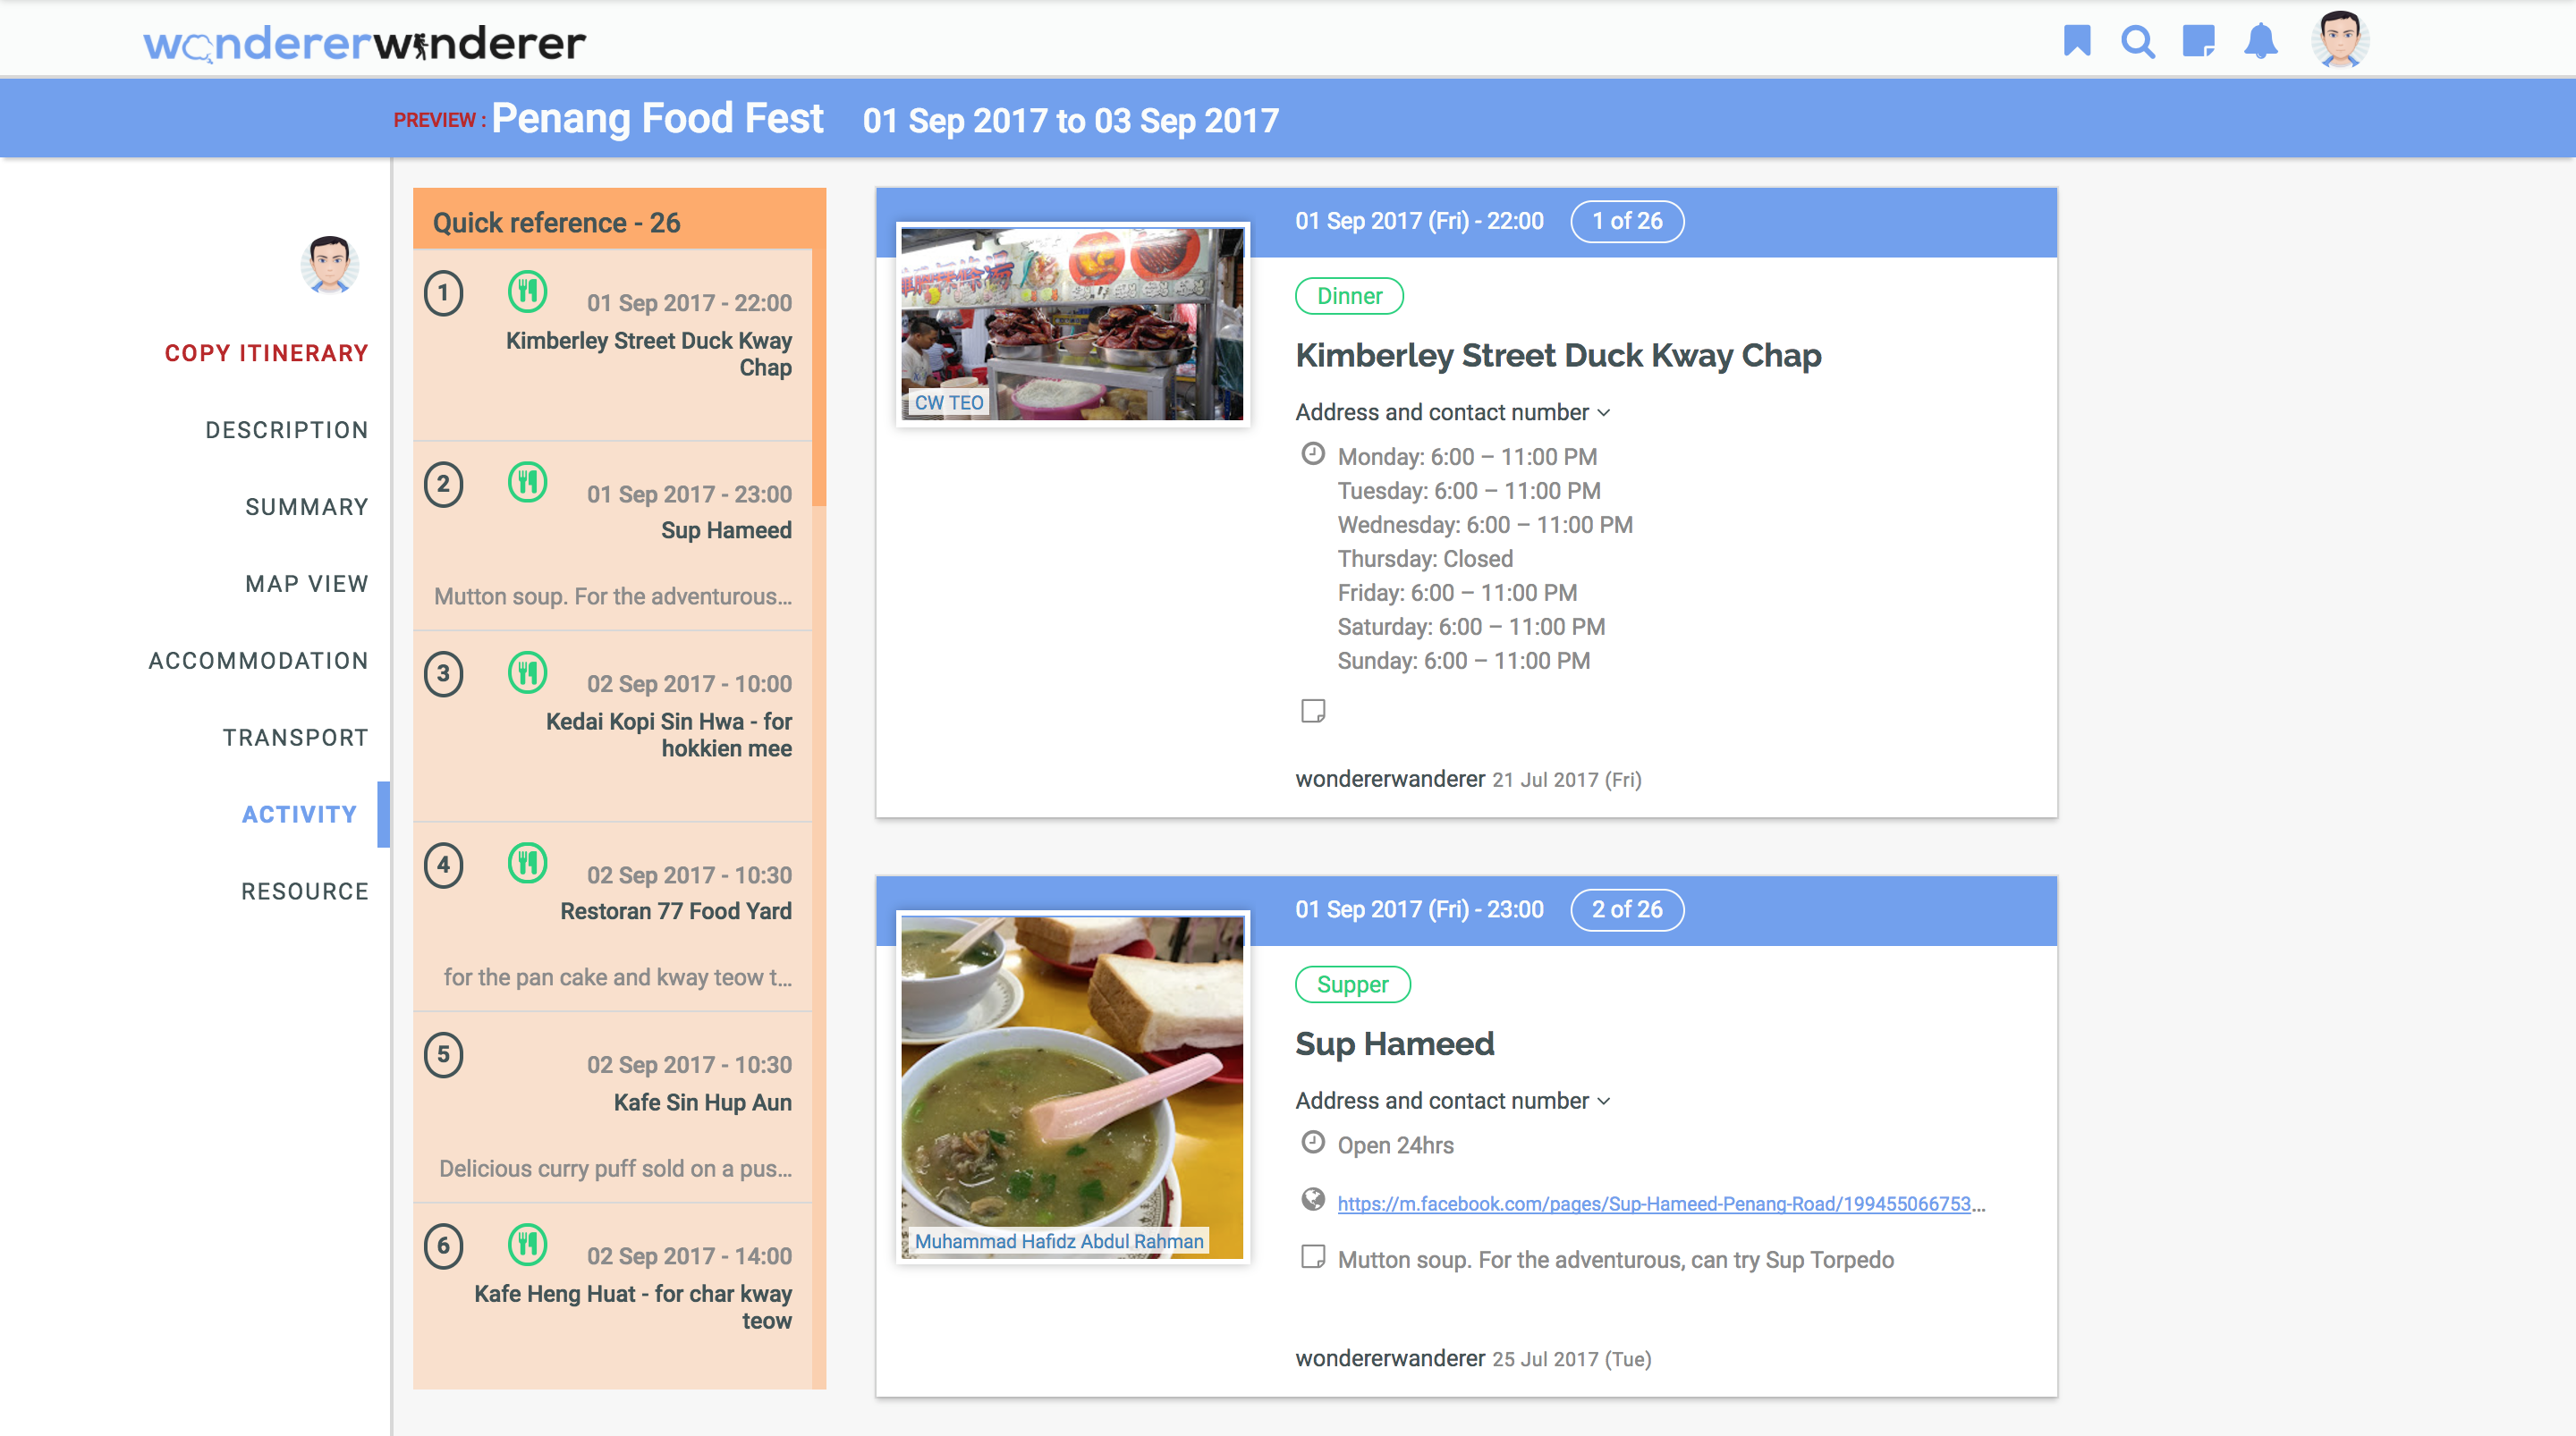 wondererwanderer
PREVIEW : Penang Food Fest 01 Sep 2017 to 03 Sep 2017
COPY ITINERARY
DESCRIPTION
SUMMARY
MAP VIEW
ACCOMMODATION
TRANSPORT
ACTIVITY
RESOURCE
Quick reference - 26
1 01 Sep 2017 - 22:00
Kimberley Street Duck Kway
Chap
2 01 Sep 2017 - 23:00
Sup Hameed
Mutton soup. For the adventurous...
3 02 Sep 2017 - 10:00
Kedai Kopi Sin Hwa - for
hokkien mee
4 02 Sep 2017 - 10:30
Restoran 77 Food Yard
for the pan cake and kway teow t...
5 02 Sep 2017 - 10:30
Kafe Sin Hup Aun
Delicious curry puff sold on a pus...
6 02 Sep 2017 - 14:00
Kafe Heng Huat - for char kway
teow
01 Sep 2017 (Fri) - 22:00 1 of 26
CW TEO
Dinner
Kimberley Street Duck Kway Chap
Address and contact number
Monday: 6:00 – 11:00 PM
Tuesday: 6:00 – 11:00 PM
Wednesday: 6:00 – 11:00 PM
Thursday: Closed
Friday: 6:00 – 11:00 PM
Saturday: 6:00 – 11:00 PM
Sunday: 6:00 – 11:00 PM
wondererwanderer 21 Jul 2017 (Fri)
01 Sep 2017 (Fri) - 23:00 2 of 26
Muhammad Hafidz Abdul Rahman
Supper
Sup Hameed
Address and contact number
Open 24hrs
https://m.facebook.com/pages/Sup-Hameed-Penang-Road/199455066753...
Mutton soup. For the adventurous, can try Sup Torpedo
wondererwanderer 25 Jul 2017 (Tue)